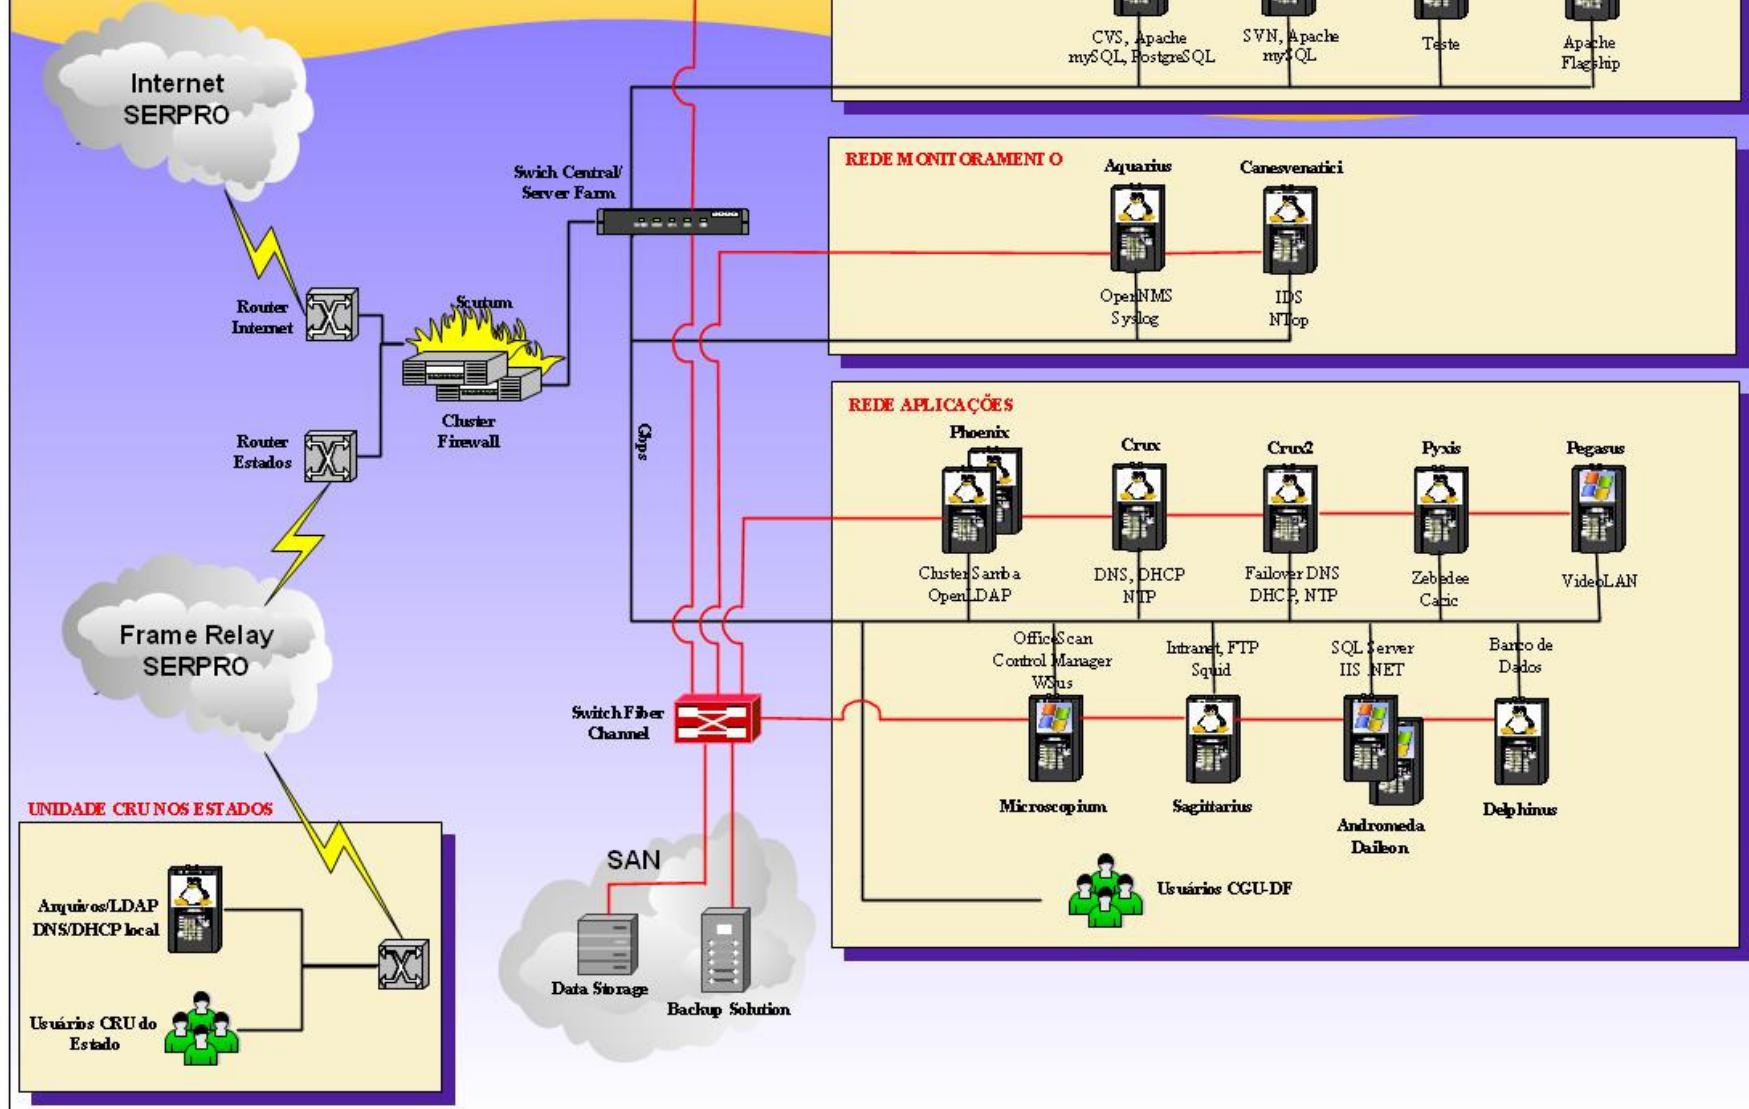 CVS, Apache
mySQL, PostgreSQL
SVN, Apache
mySQL
Teste
Apache
Flagship
Internet
SERPRO
Swich Central/
Server Farm
REDE MONITORAMENTO
Aquarius
Canesvenatici
OpenNMS
Syslog
IDS
NTop
Router
Internet
Scutum
Cluster
Firewall
Router
Estados
Gbps
REDE APLICAÇÕES
Phoenix
Crux
Crux2
Pyxis
Pegasus
Cluster Samba
OpenLDAP
DNS, DHCP
NTP
Failover DNS
DHCP, NTP
Zebedee
Cacic
VideoLAN
Frame Relay
SERPRO
OfficeScan
Control Manager
WSus
Intranet, FTP
Squid
SQL Server
IIS .NET
Banco de
Dados
Switch Fiber
Channel
Microscopium
Sagittarius
Andromeda
Daileon
Delphinus
UNIDADE CRU NOS ESTADOS
SAN
Usuários CGU-DF
Arquivos/LDAP
DNS/DHCP local
Data Storage
Backup Solution
Usuários CRU do
Estado